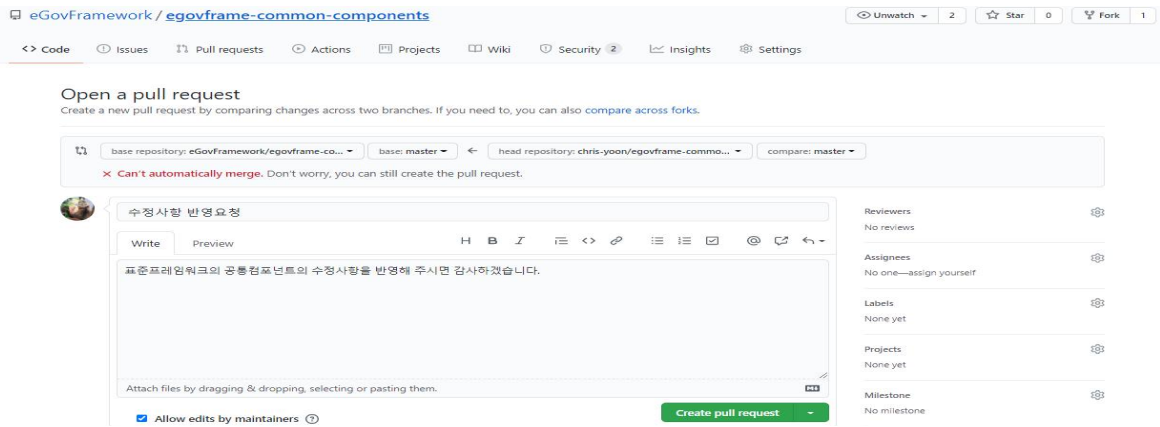 eGovFramework / egovframe-common-components
Unwatch 2 Star 0 Fork 1
<> Code Issues Pull requests Actions Projects Wiki Security 2 Insights Settings
Open a pull request
Create a new pull request by comparing changes across two branches. If you need to, you can also compare across forks.
base repository: eGovFramework/egovframe-co... base: master ← head repository: chris-yoon/egovframe-commo... compare: master
× Can't automatically merge. Don't worry, you can still create the pull request.
수정사항 반영요청
Write Preview H B I
표준프레임워크의 공통컴포넌트의 수정사항을 반영해 주시면 감사하겠습니다.
Attach files by dragging & dropping, selecting or pasting them.
Allow edits by maintainers
Create pull request
Reviewers
No reviews
Assignees
No one—assign yourself
Labels
None yet
Projects
None yet
Milestone
No milestone